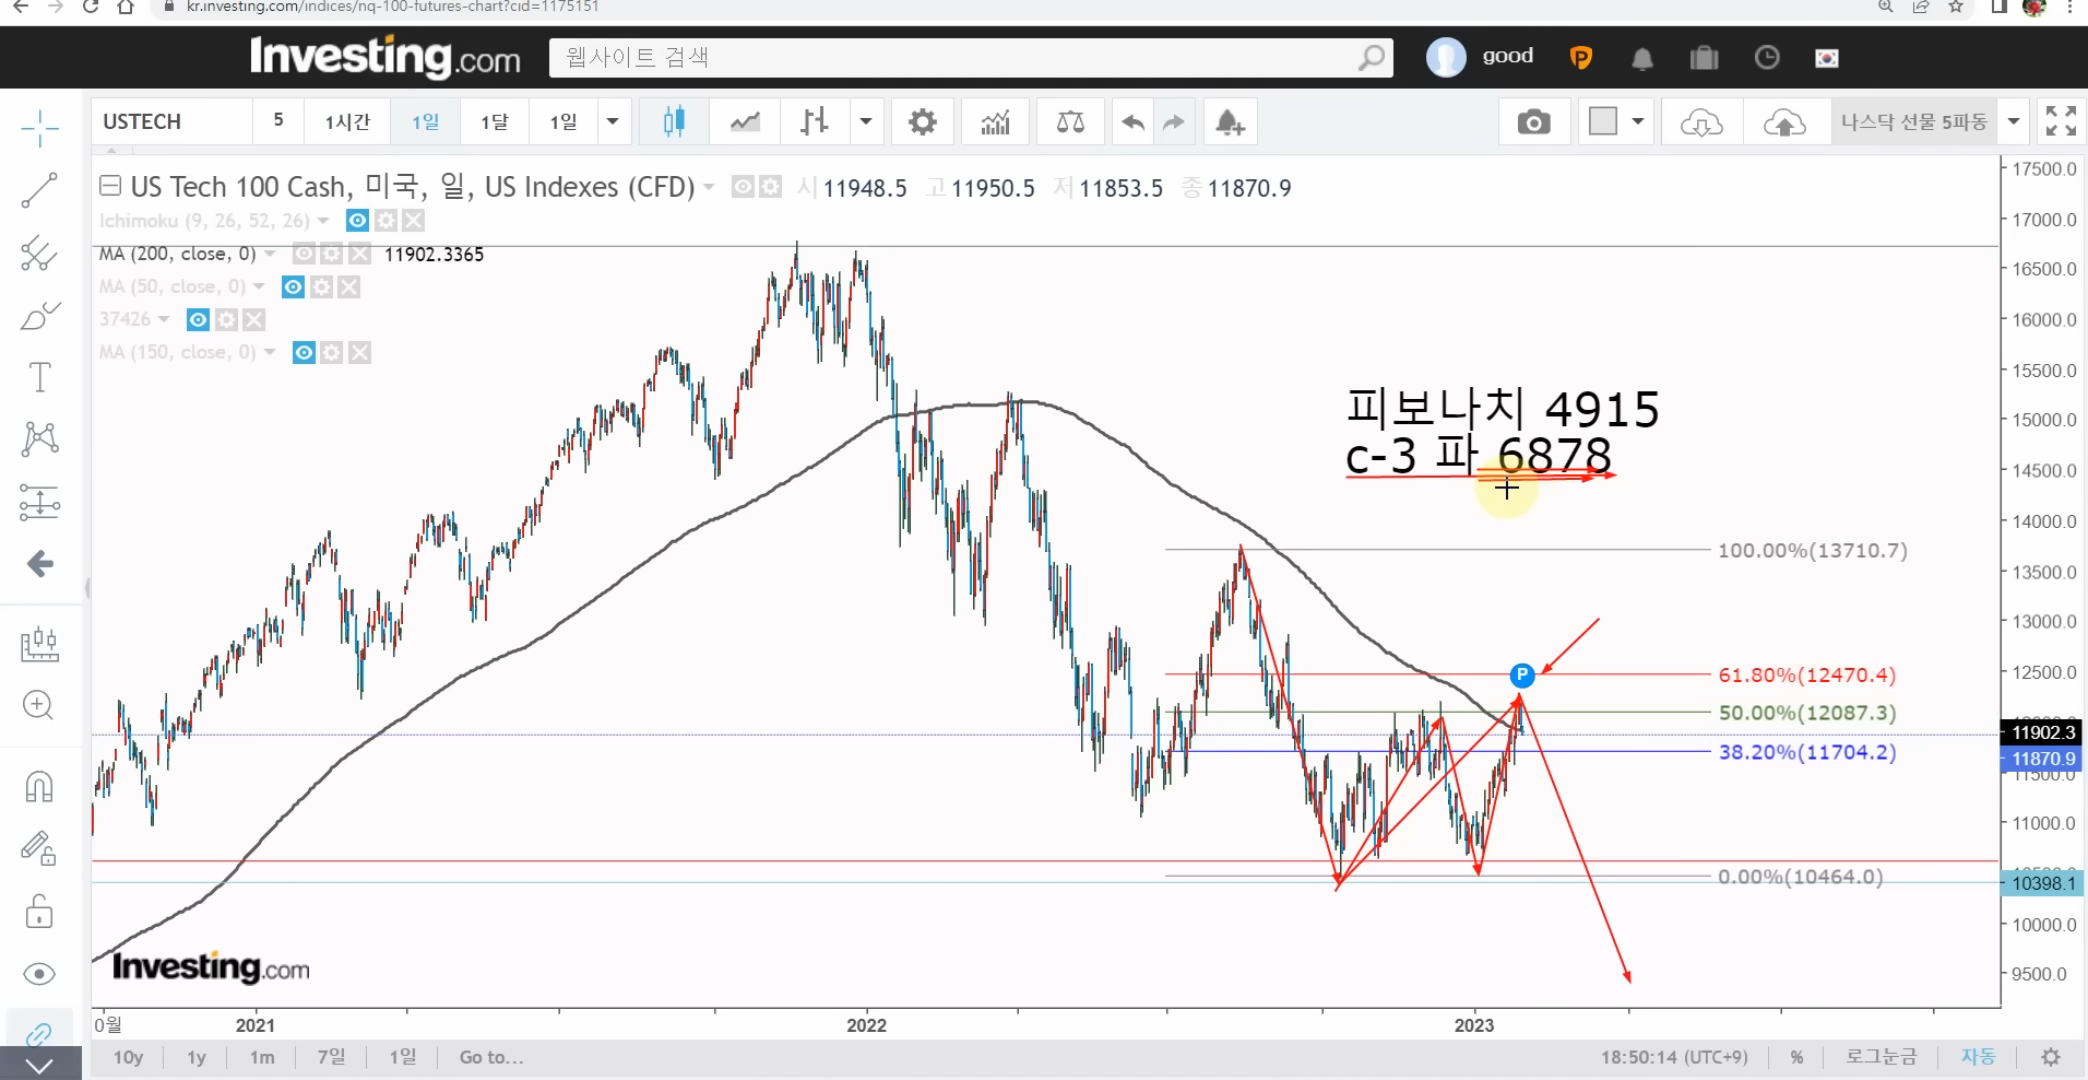 kr.investing.com/indices/nq-100-futures-chart?cid=1175151
Investing.com
웹사이트 검색
good
P
USTECH
5
1시간
1일
1달
1일
나스닥 선물 5파동
US Tech 100 Cash, 미국, 일, US Indexes (CFD)
시 11948.5 고 11950.5 저 11853.5 종 11870.9
Ichimoku (9, 26, 52, 26)
MA (200, close, 0) 11902.3365
MA (50, close, 0)
37426
MA (150, close, 0)
피보나치 4915
c-3 파 6878
100.00%(13710.7)
61.80%(12470.4)
50.00%(12087.3)
38.20%(11704.2)
0.00%(10464.0)
P
17500.0
17000.0
16500.0
16000.0
15500.0
15000.0
14500.0
14000.0
13500.0
13000.0
12500.0
11902.3
11870.9
11500.0
11000.0
10398.1
10000.0
9500.0
Investing.com
0월
2021
2022
2023
10y
1y
1m
7일
1일
Go to...
18:50:14 (UTC+9)
%
로그눈금
자동